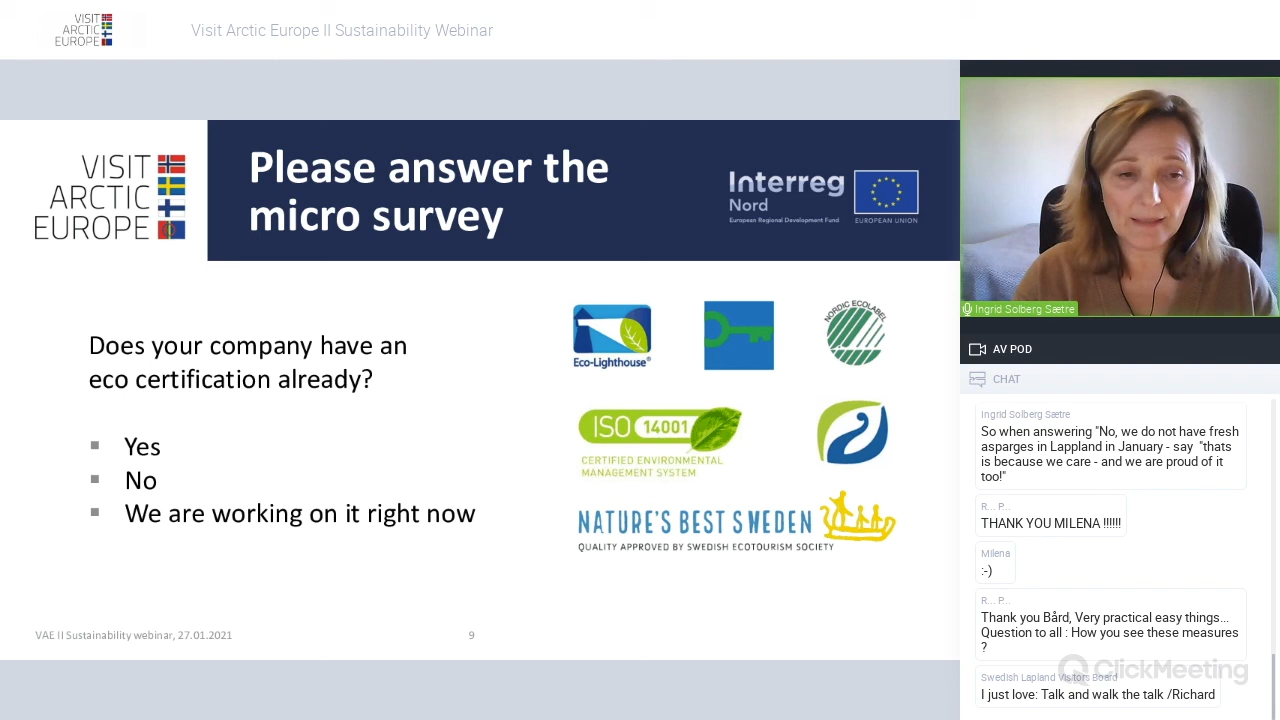 VISIT
ARCTIC
EUROPE
Visit Arctic Europe II Sustainability Webinar
VISIT
ARCTIC
EUROPE
Please answer the
micro survey
Interreg
Nord
European Regional Development Fund
EUROPEAN UNION
Does your company have an
eco certification already?
Yes
No
We are working on it right now
Eco-Lighthouse®
NORDIC ECOLABEL
ISO 14001
CERTIFIED ENVIRONMENTAL
MANAGEMENT SYSTEM
NATURE'S BEST SWEDEN
QUALITY APPROVED BY SWEDISH ECOTOURISM SOCIETY
VAE II Sustainability webinar, 27.01.2021
9
Ingrid Solberg Sætre
AV POD
CHAT
Ingrid Solberg Sætre
So when answering "No, we do not have fresh
asparges in Lappland in January - say "thats
is because we care - and we are proud of it
too!"
R... P...
THANK YOU MILENA !!!!!!
Milena
:-)
R... P...
Thank you Bård, Very practical easy things...
Question to all : How you see these measures
?
ClickMeeting
Swedish Lapland Visitors Board
I just love: Talk and walk the talk /Richard